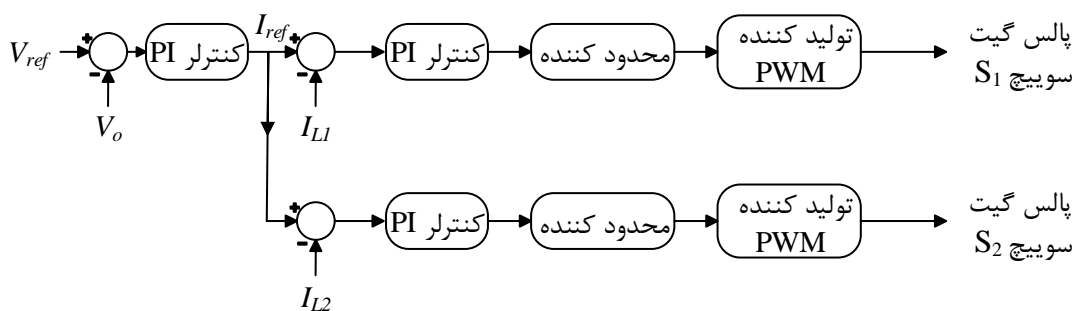 V_ref
V_o
کنترلر PI
I_ref
I_L1
کنترلر PI
محدود کننده
تولید کننده
PWM
پالس گیت
سوییچ S₁
I_L2
کنترلر PI
محدود کننده
تولید کننده
PWM
پالس گیت
سوییچ S₂